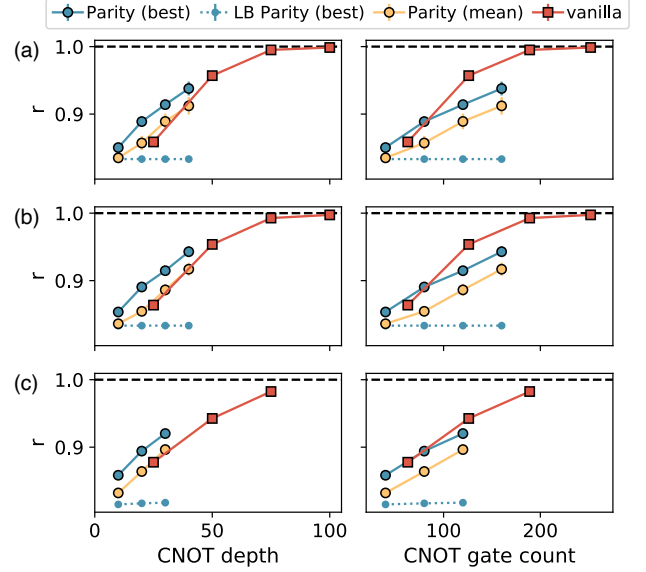 Parity (best) LB Parity (best) Parity (mean) vanilla
(a)
1.0
0.9
r
(b)
1.0
0.9
r
(c)
1.0
0.9
r
0 50 100 100 200
CNOT depth CNOT gate count